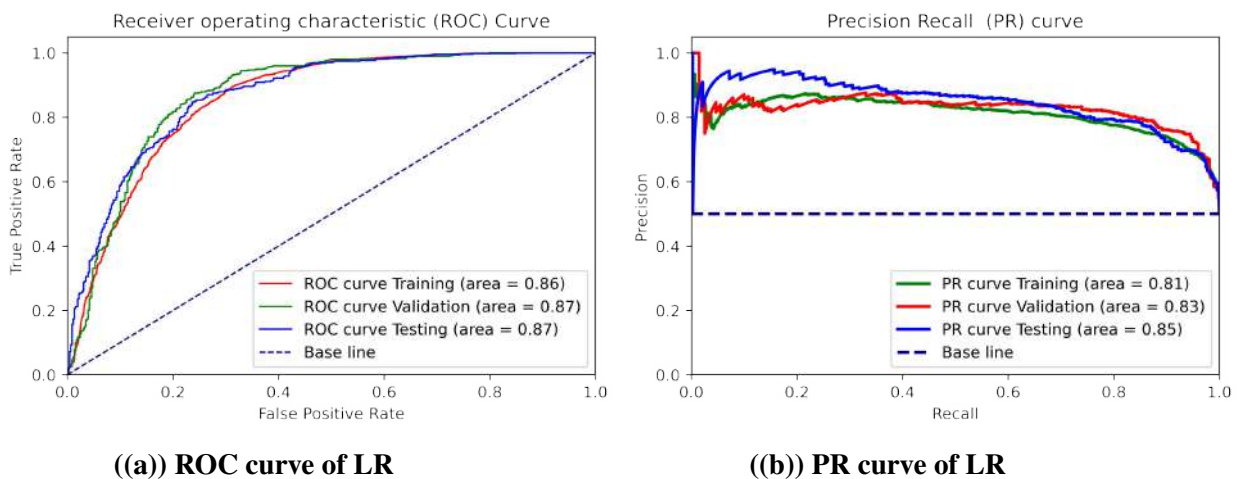 Receiver operating characteristic (ROC) Curve
1.0
0.8
0.6
0.4
0.2
0.0
True Positive Rate
ROC curve Training (area = 0.86)
ROC curve Validation (area = 0.87)
ROC curve Testing (area = 0.87)
Base line
0.0 0.2 0.4 0.6 0.8 1.0
False Positive Rate
((a)) ROC curve of LR
Precision Recall (PR) curve
1.0
0.8
0.6
0.4
0.2
0.0
Precision
PR curve Training (area = 0.81)
PR curve Validation (area = 0.83)
PR curve Testing (area = 0.85)
Base line
0.0 0.2 0.4 0.6 0.8 1.0
Recall
((b)) PR curve of LR